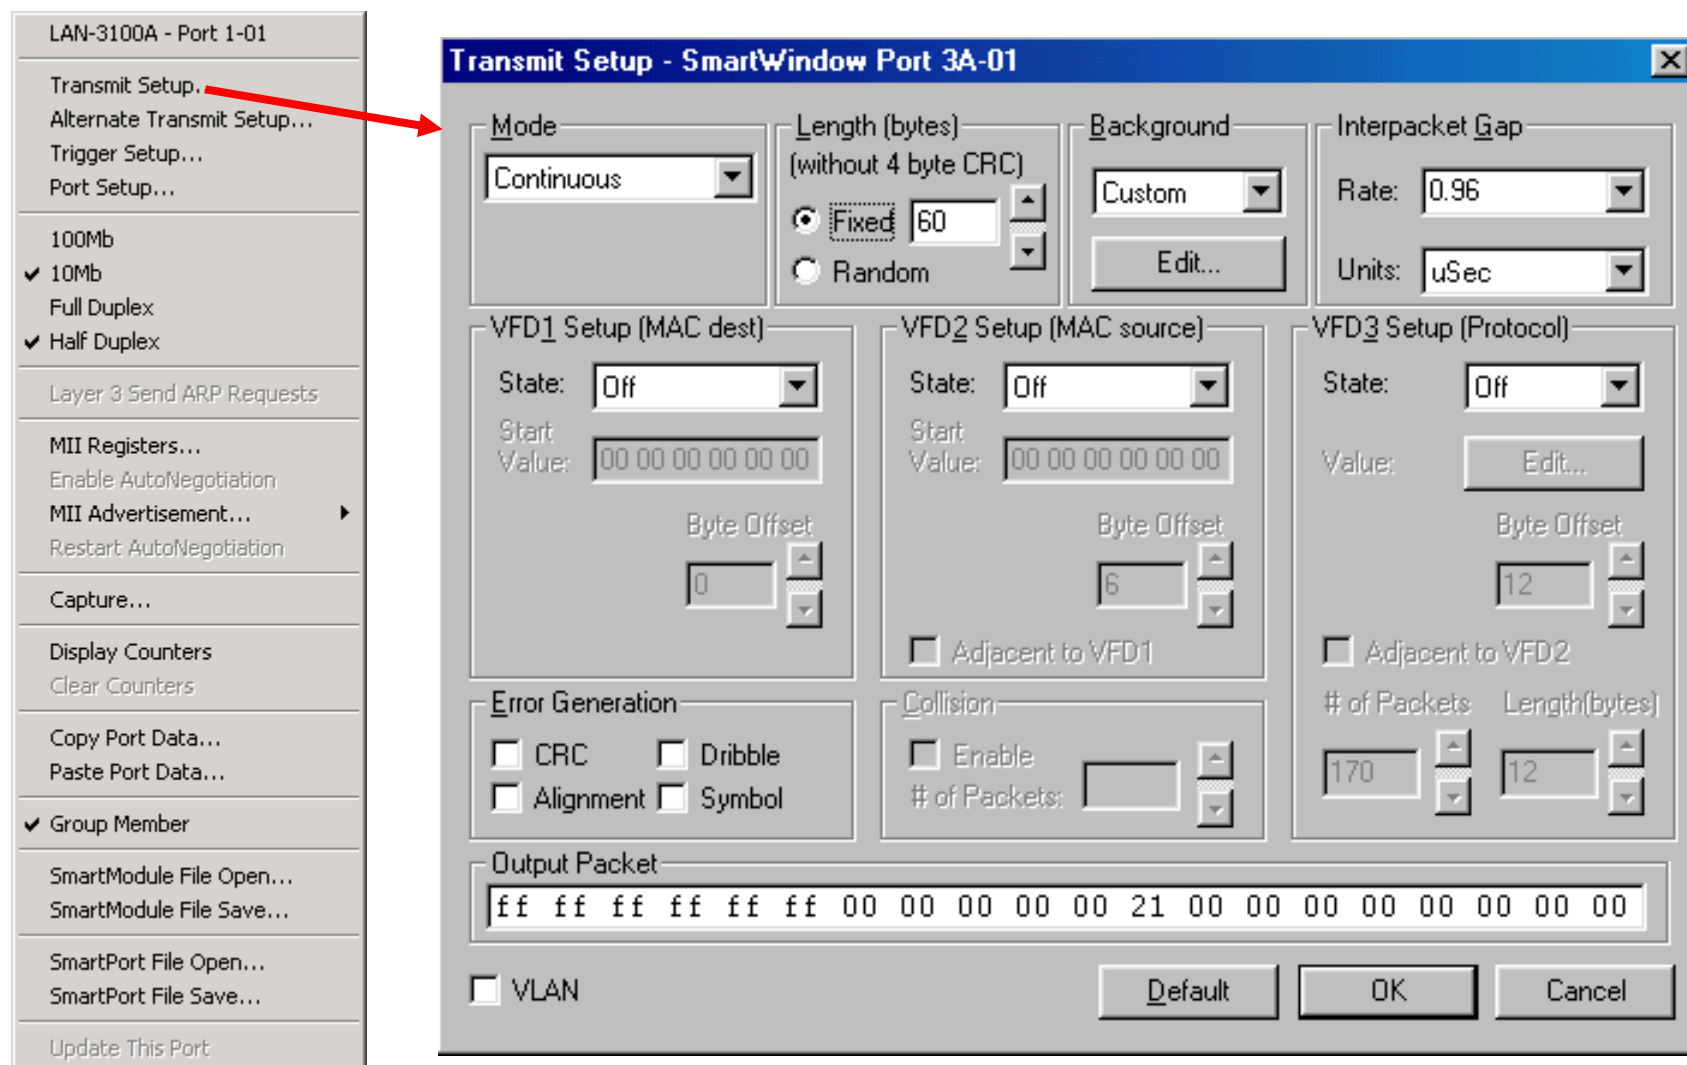 LAN-3100A - Port 1-01
Transmit Setup..
Alternate Transmit Setup...
Trigger Setup...
Port Setup...
100Mb
10Mb
Full Duplex
Half Duplex
Layer 3 Send ARP Requests
MII Registers...
Enable AutoNegotiation
MII Advertisement...
Restart AutoNegotiation
Capture...
Display Counters
Clear Counters
Copy Port Data...
Paste Port Data...
Group Member
SmartModule File Open...
SmartModule File Save...
SmartPort File Open...
SmartPort File Save...
Update This Port
Transmit Setup - SmartWindow Port 3A-01
Mode
Continuous
Length (bytes)
(without 4 byte CRC)
Fixed 60
Random
Background
Custom
Edit...
Interpacket Gap
Rate: 0.96
Units: uSec
VFD1 Setup (MAC dest)
State: Off
Start
Value: 00 00 00 00 00 00
Byte Offset
0
VFD2 Setup (MAC source)
State: Off
Start
Value: 00 00 00 00 00 00
Byte Offset
6
Adjacent to VFD1
VFD3 Setup (Protocol)
State: Off
Value: Edit...
Byte Offset
12
Adjacent to VFD2
# of Packets Length(bytes)
170 12
Error Generation
CRC Dribble
Alignment Symbol
Collision
Enable
# of Packets:
Output Packet
ff ff ff ff ff ff 00 00 00 00 00 21 00 00 00 00 00 00 00 00
VLAN
Default OK Cancel